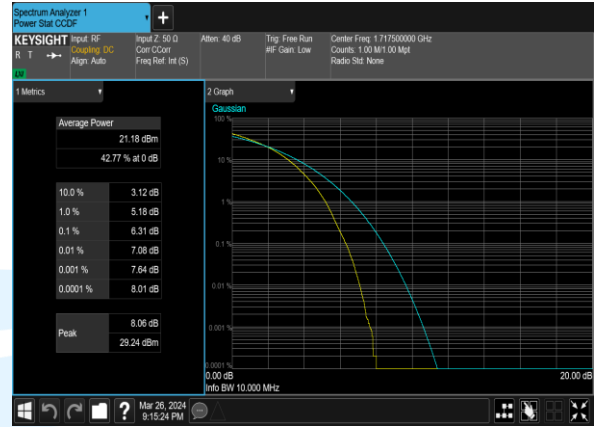 Spectrum Analyzer 1
Power Stat CCDF
+
KEYSIGHT
R T
LXI
Input: RF
Coupling: DC
Align: Auto
Input Z: 50 Ω
Corr CCorr
Freq Ref: Int (S)
Atten: 40 dB
Trig: Free Run
#IF Gain: Low
Center Freq: 1.717500000 GHz
Counts: 1.00 M/1.00 Mpt
Radio Std: None
1 Metrics
Average Power
21.18 dBm
42.77 % at 0 dB
10.0 % 3.12 dB
1.0 % 5.18 dB
0.1 % 6.31 dB
0.01 % 7.08 dB
0.001 % 7.64 dB
0.0001 % 8.01 dB
Peak
8.06 dB
29.24 dBm
2 Graph
Gaussian
100 %
10 %
1 %
0.1 %
0.01 %
0.001 %
0.0001 %
0.00 dB 20.00 dB
Info BW 10.000 MHz
?
Mar 26, 2024
9:15:24 PM